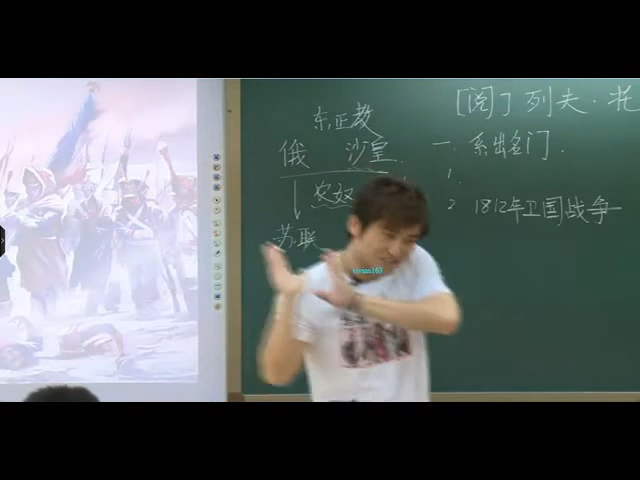 东正教
俄 沙皇
农奴
苏联
[阅]列夫·托
一. 系出名门.
1.
2 1812年卫国战争
xivan163